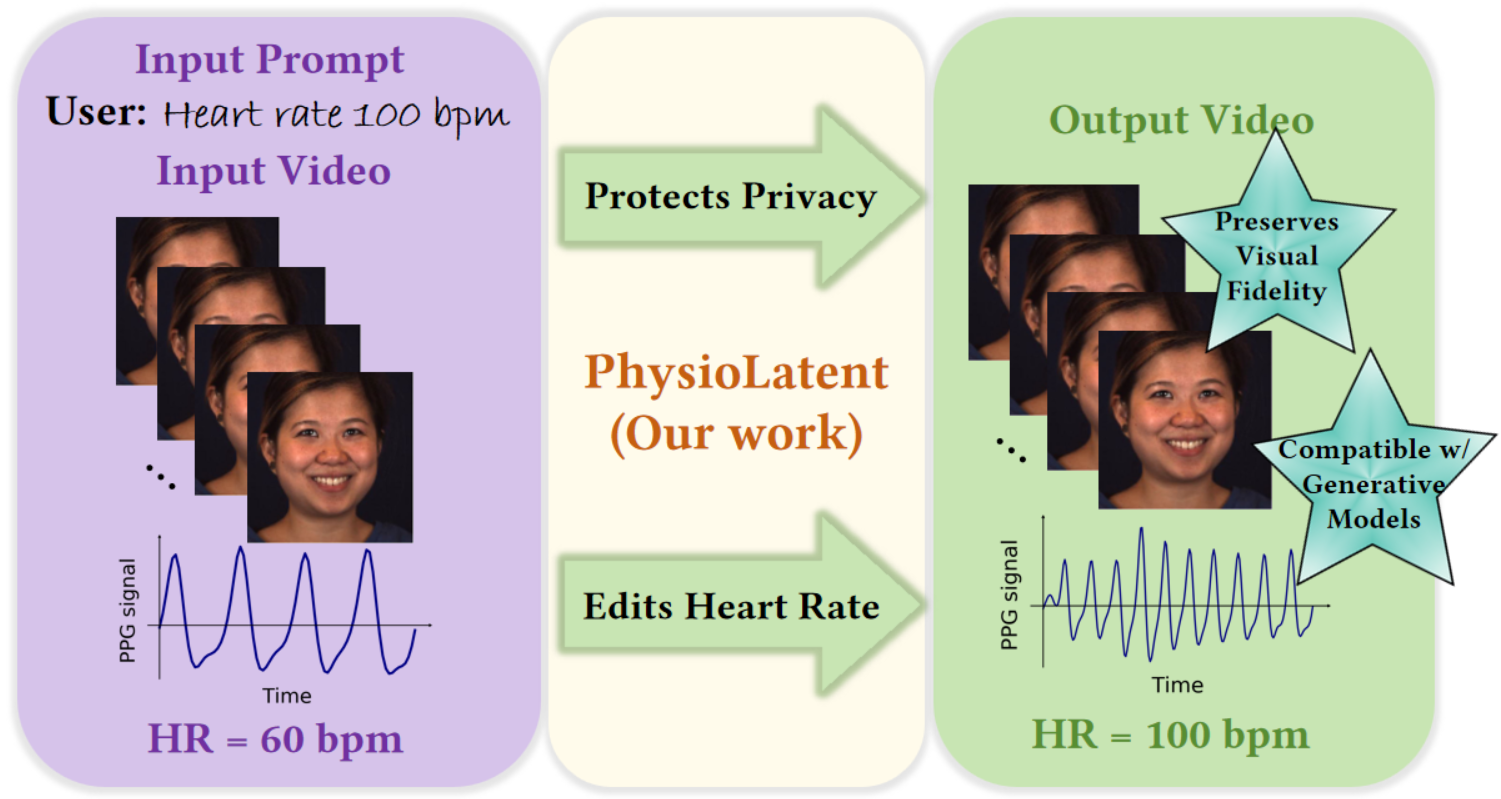 Input Prompt
User: Heart rate 100 bpm
Input Video
PPG signal
Time
HR = 60 bpm
Protects Privacy
PhysioLatent
(Our work)
Edits Heart Rate
Output Video
Preserves
Visual
Fidelity
Compatible w/
Generative
Models
PPG signal
Time
HR = 100 bpm